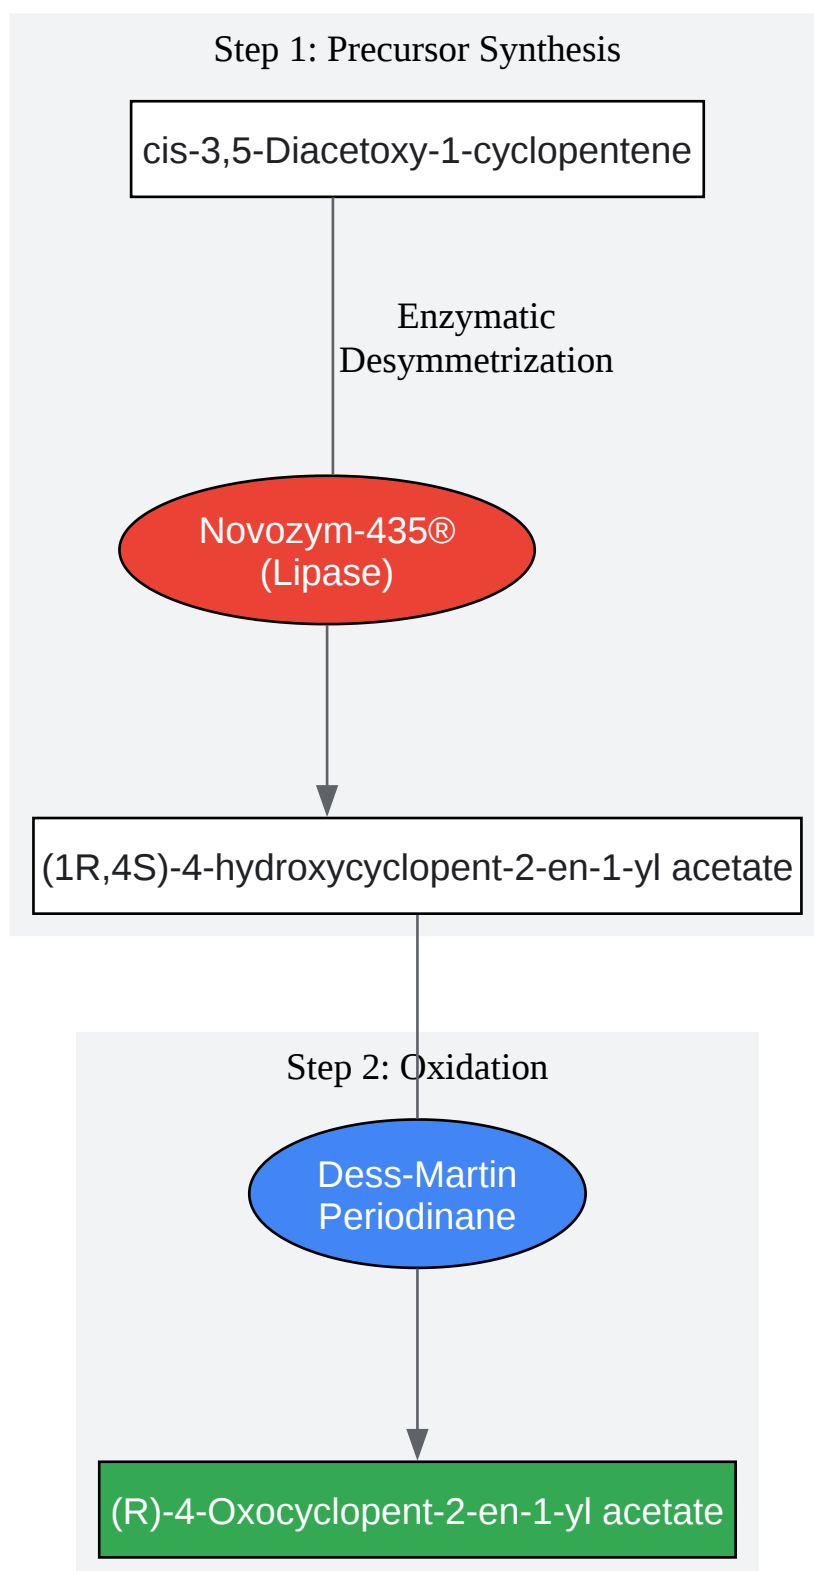 Step 1: Precursor Synthesis
cis-3,5-Diacetoxy-1-cyclopentene
Enzymatic
Desymmetrization
Novozym-435®
(Lipase)
(1R,4S)-4-hydroxycyclopent-2-en-1-yl acetate
Step 2: Oxidation
Dess-Martin
Periodinane
(R)-4-Oxocyclopent-2-en-1-yl acetate